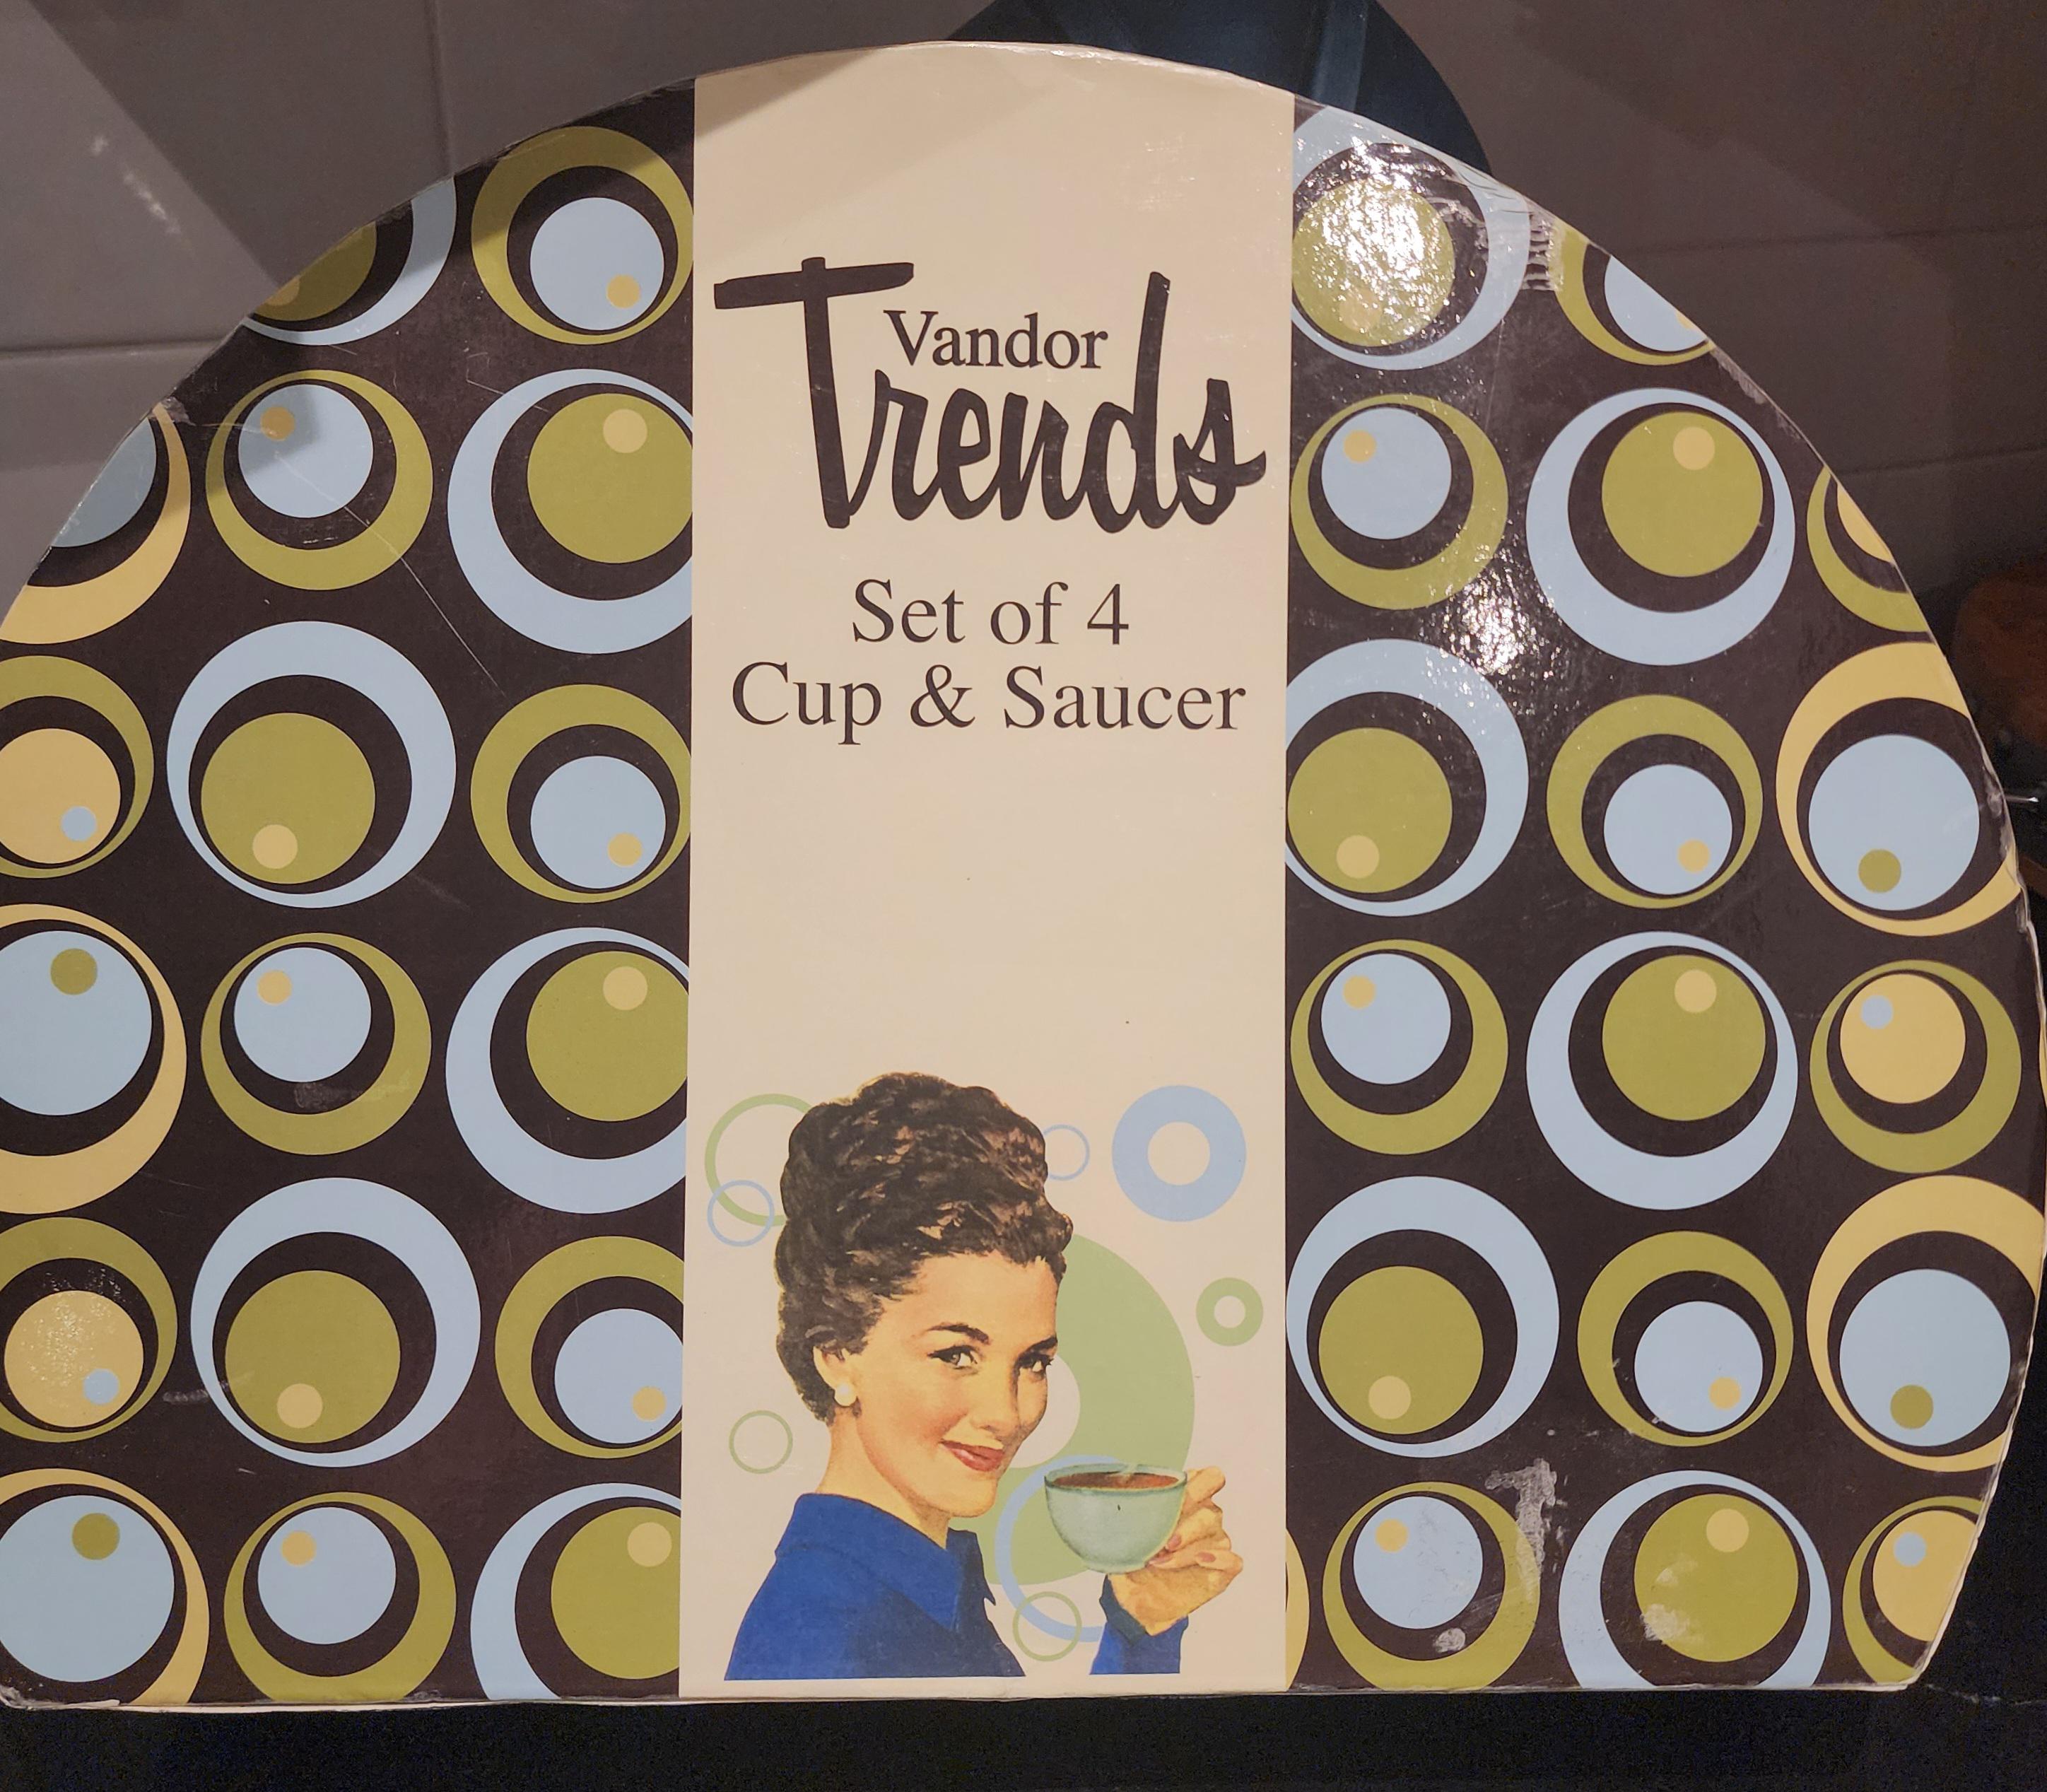 Vandor
Trends
Set of 4
Cup & Saucer